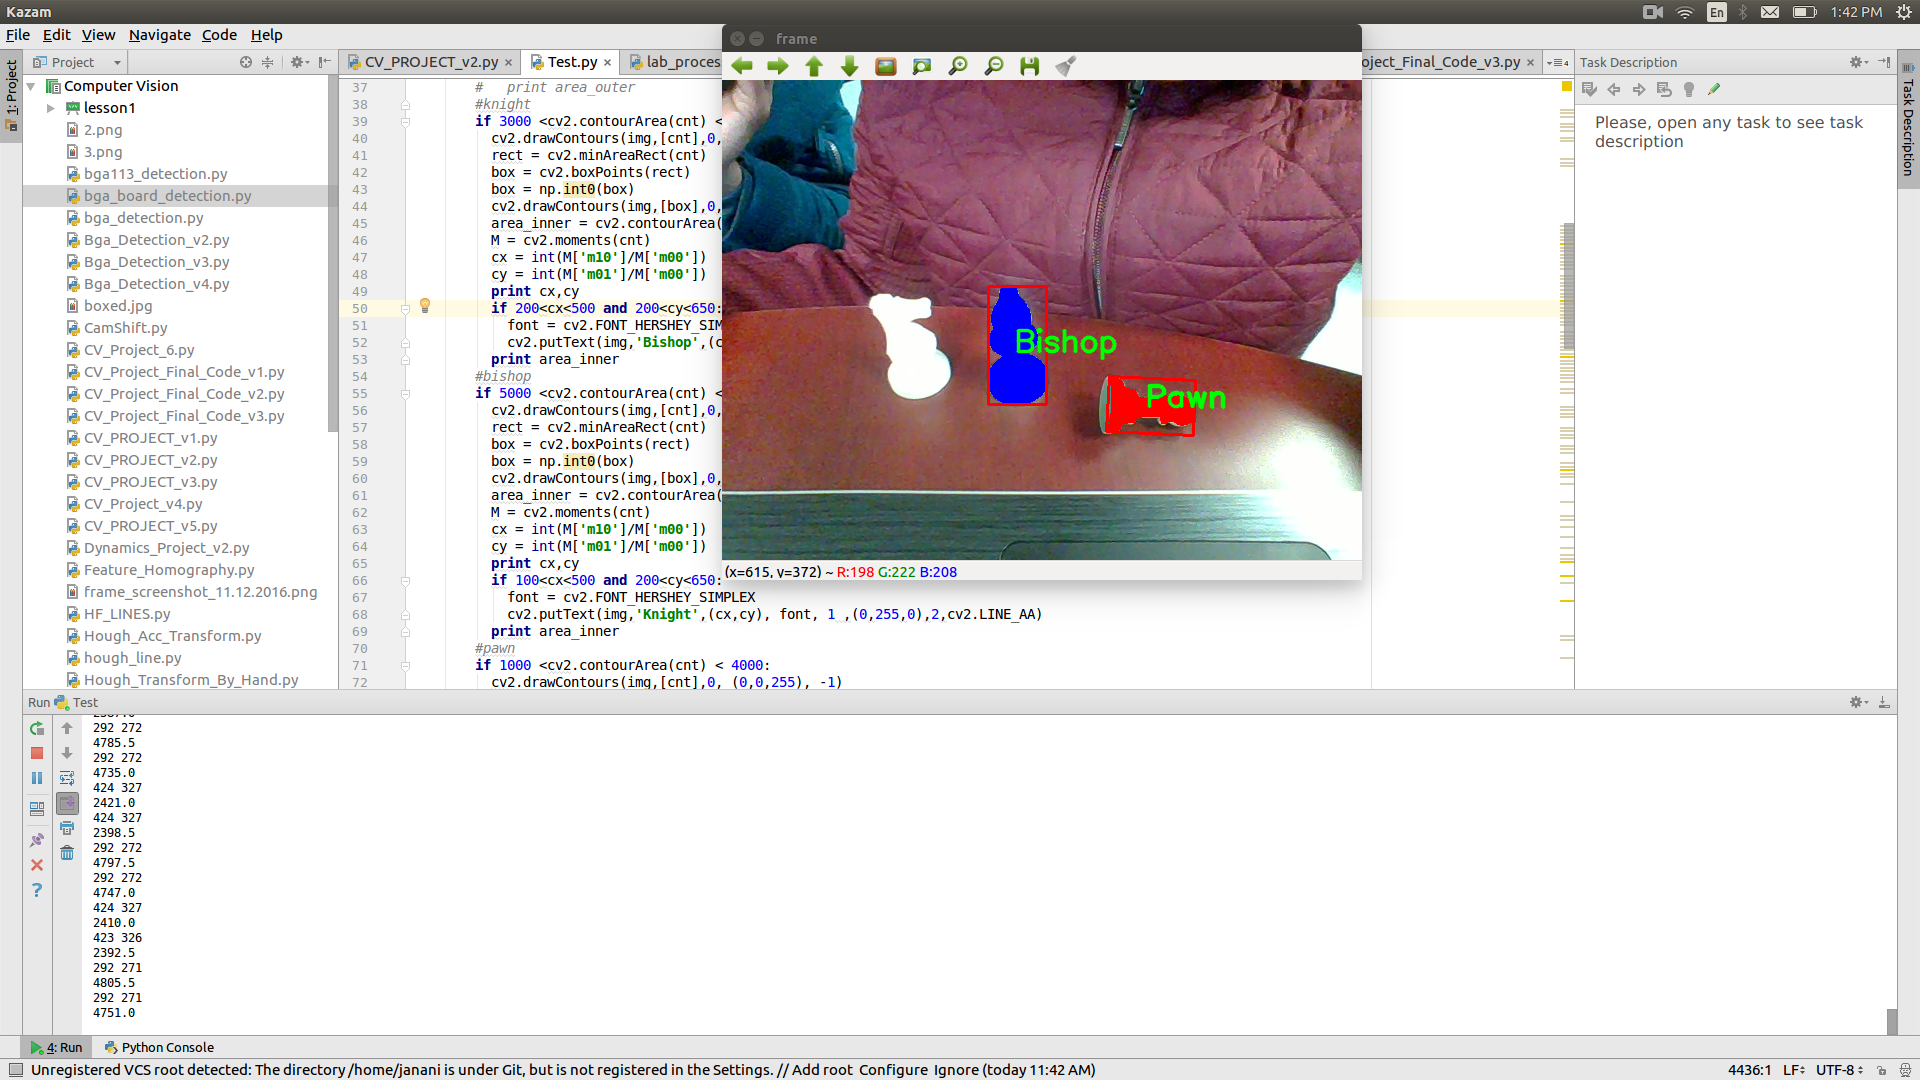 Kazam
En
1:42 PM
File Edit View Navigate Code Help
Project
CV_PROJECT_v2.py
Test.py
lab_proces
oject_Final_Code_v3.py
4
Task Description
1: Project
Computer Vision
lesson1
2.png
3.png
bga113_detection.py
bga_board_detection.py
bga_detection.py
Bga_Detection_v2.py
Bga_Detection_v3.py
Bga_Detection_v4.py
boxed.jpg
CamShift.py
CV_Project_6.py
CV_Project_Final_Code_v1.py
CV_Project_Final_Code_v2.py
CV_Project_Final_Code_v3.py
CV_PROJECT_v1.py
CV_PROJECT_v2.py
CV_PROJECT_v3.py
CV_Project_v4.py
CV_PROJECT_v5.py
Dynamics_Project_v2.py
Feature_Homography.py
frame_screenshot_11.12.2016.png
HF_LINES.py
Hough_Acc_Transform.py
hough_line.py
Hough_Transform_By_Hand.py
37 # print area_outer
38 #knight
39 if 3000 <cv2.contourArea(cnt) <
40 cv2.drawContours(img,[cnt],0,
41 rect = cv2.minAreaRect(cnt)
42 box = cv2.boxPoints(rect)
43 box = np.int0(box)
44 cv2.drawContours(img,[box],0,
45 area_inner = cv2.contourArea(
46 M = cv2.moments(cnt)
47 cx = int(M['m10']/M['m00'])
48 cy = int(M['m01']/M['m00'])
49 print cx,cy
50 if 200<cx<500 and 200<cy<650:
51 font = cv2.FONT_HERSHEY_SIM
52 cv2.putText(img,'Bishop',(c
53 print area_inner
54 #bishop
55 if 5000 <cv2.contourArea(cnt) <
56 cv2.drawContours(img,[cnt],0,
57 rect = cv2.minAreaRect(cnt)
58 box = cv2.boxPoints(rect)
59 box = np.int0(box)
60 cv2.drawContours(img,[box],0,
61 area_inner = cv2.contourArea(
62 M = cv2.moments(cnt)
63 cx = int(M['m10']/M['m00'])
64 cy = int(M['m01']/M['m00'])
65 print cx,cy
66 if 100<cx<500 and 200<cy<650:
67 font = cv2.FONT_HERSHEY_SIMPLEX
68 cv2.putText(img,'Knight',(cx,cy), font, 1 ,(0,255,0),2,cv2.LINE_AA)
69 print area_inner
70 #pawn
71 if 1000 <cv2.contourArea(cnt) < 4000:
72 cv2.drawContours(img,[cnt],0, (0,0,255), -1)
frame
Bishop
Pawn
(x=615, y=372) ~ R:198 G:222 B:208
Please, open any task to see task
description
Task Description
Run Test
292 272
4785.5
292 272
4735.0
424 327
2421.0
424 327
2398.5
292 272
4797.5
292 272
4747.0
424 327
2410.0
423 326
2392.5
292 271
4805.5
292 271
4751.0
4: Run Python Console
Unregistered VCS root detected: The directory /home/janani is under Git, but is not registered in the Settings. // Add root Configure Ignore (today 11:42 AM)
4436:1 LF UTF-8